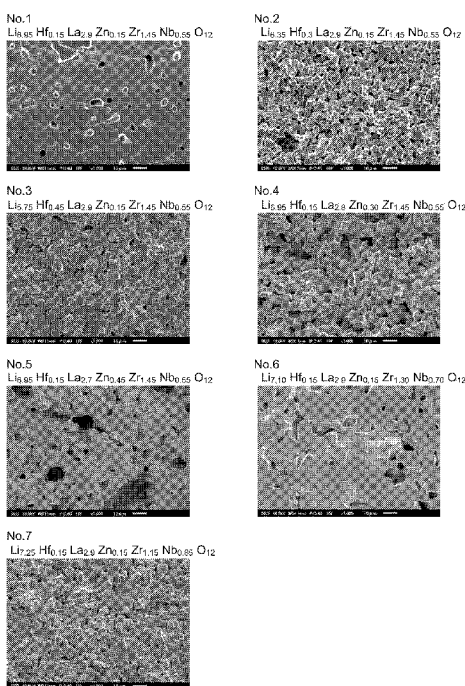 No.1
Li6.95 Hf0.15 La2.9 Zn0.15 Zr1.45 Nb0.55 O12
No.2
Li6.35 Hf0.3 La2.9 Zn0.15 Zr1.45 Nb0.55 O12
No.3
Li5.75 Hf0.45 La2.9 Zn0.15 Zr1.45 Nb0.55 O12
No.4
Li6.95 Hf0.15 La2.8 Zn0.30 Zr1.45 Nb0.55 O12
No.5
Li6.95 Hf0.15 La2.7 Zn0.45 Zr1.45 Nb0.55 O12
No.6
Li7.10 Hf0.15 La2.9 Zn0.15 Zr1.30 Nb0.70 O12
No.7
Li7.25 Hf0.15 La2.9 Zn0.15 Zr1.15 Nb0.85 O12